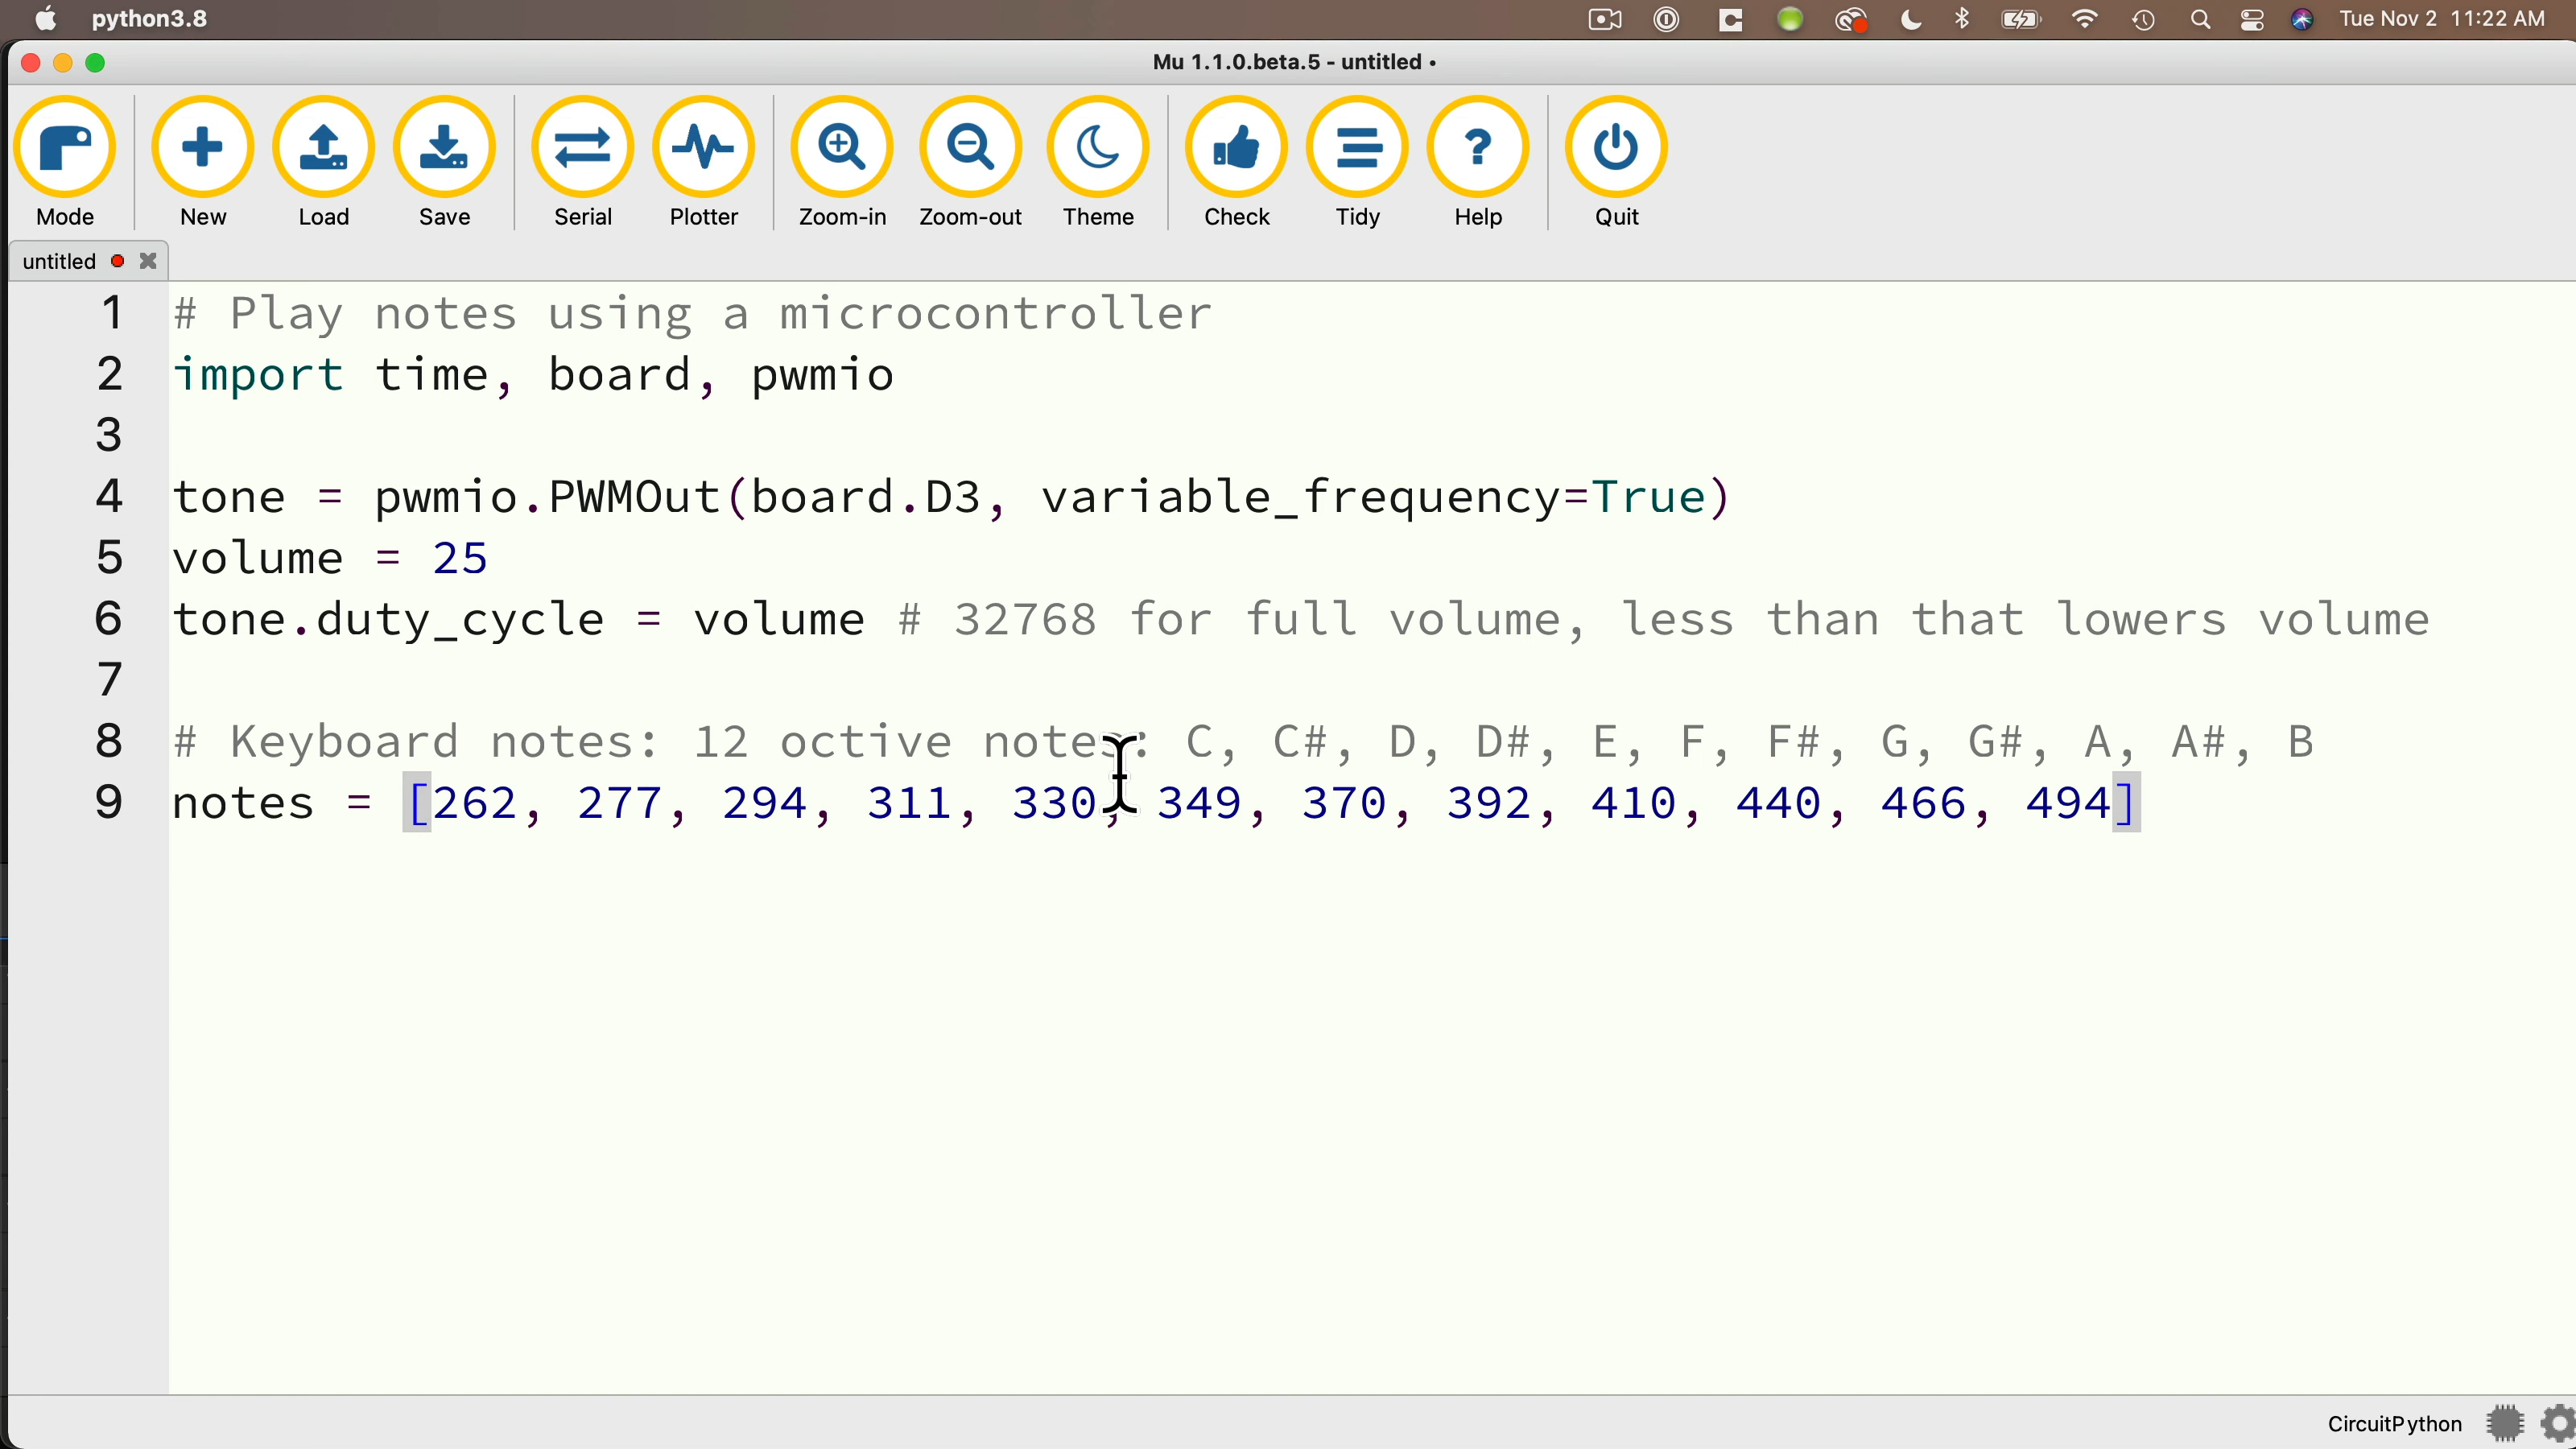 python3.8 Tue Nov 2 11:22 AM
Mu 1.1.0.beta.5 - untitled •
Mode New Load Save Serial Plotter Zoom-in Zoom-out Theme Check Tidy Help Quit
untitled
1 # Play notes using a microcontroller
2 import time, board, pwmio
3
4 tone = pwmio.PWMOut(board.D3, variable_frequency=True)
5 volume = 25
6 tone.duty_cycle = volume # 32768 for full volume, less than that lowers volume
7
8 # Keyboard notes: 12 octive notes: C, C#, D, D#, E, F, F#, G, G#, A, A#, B
9 notes = [262, 277, 294, 311, 330, 349, 370, 392, 410, 440, 466, 494]
CircuitPython